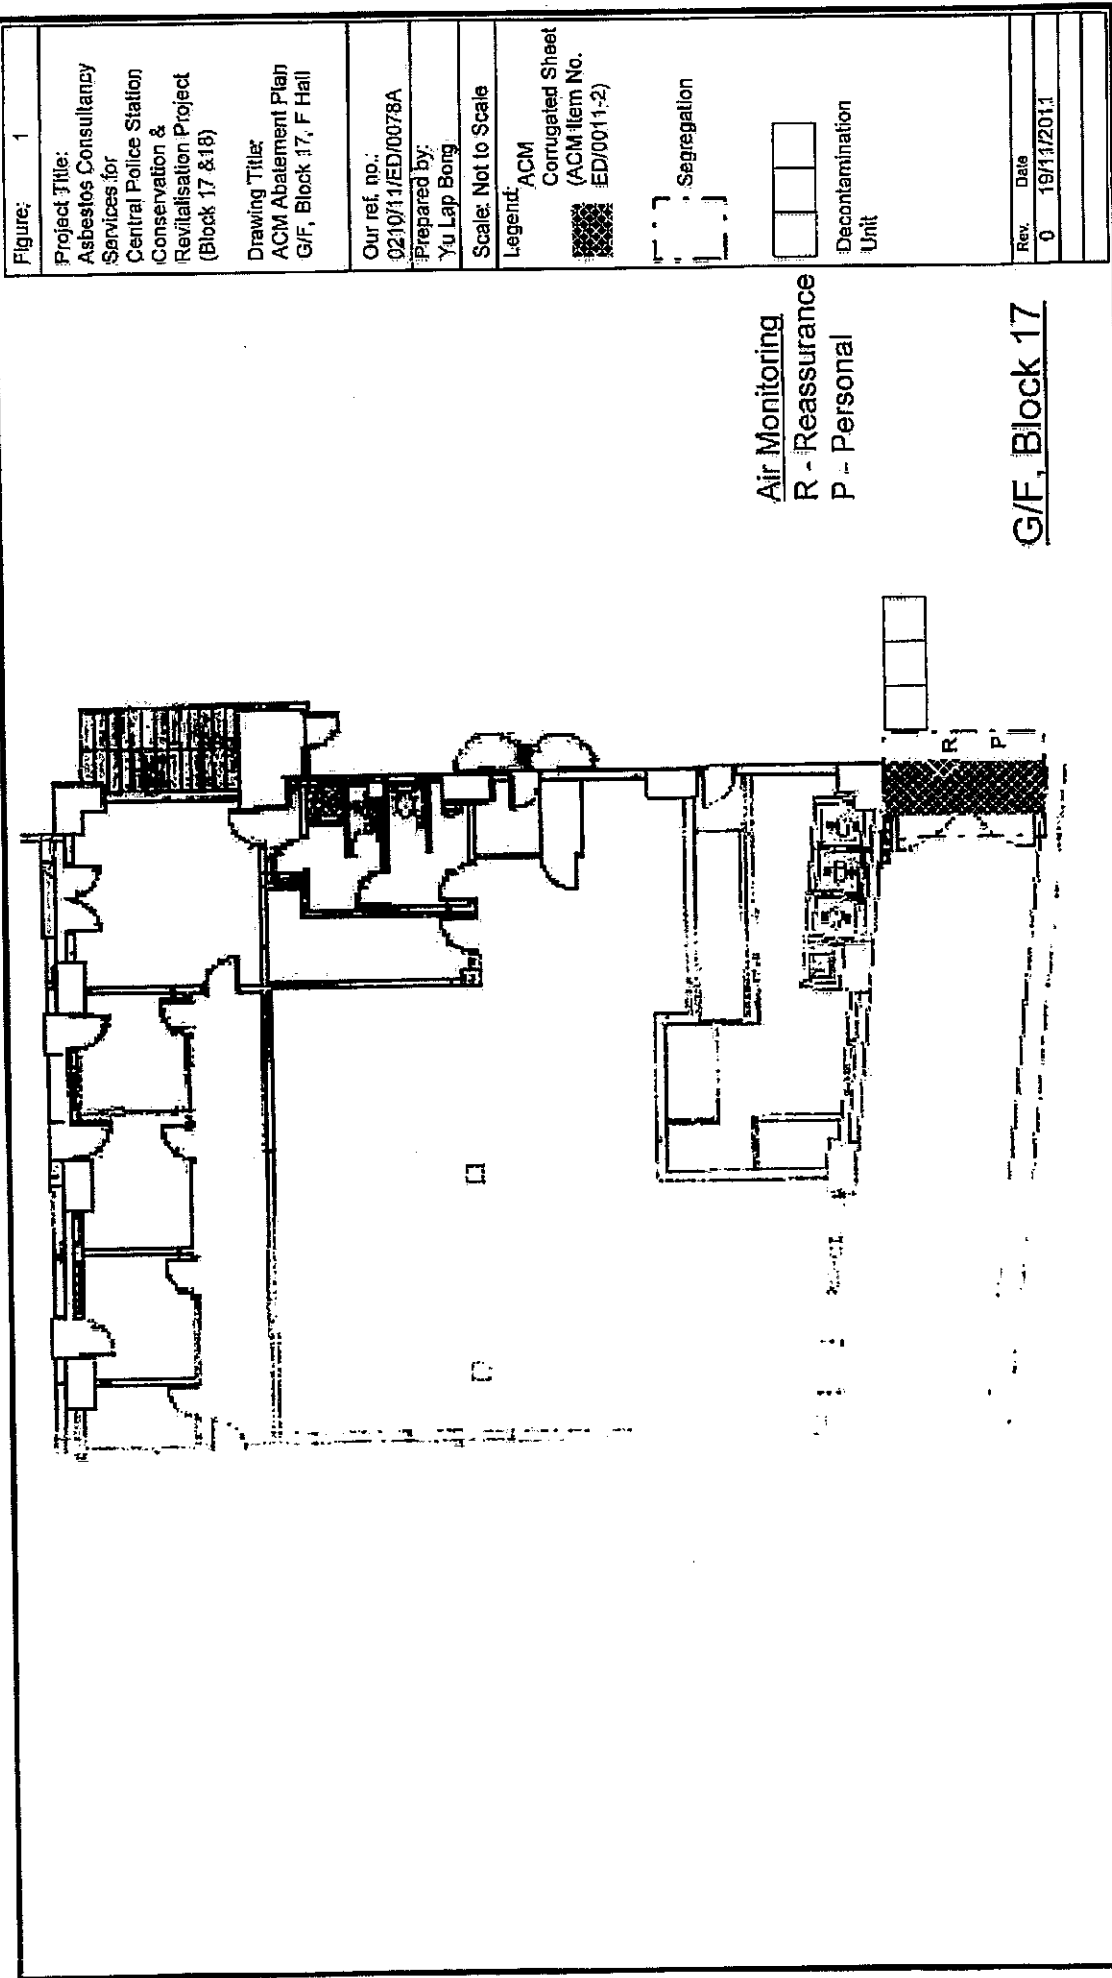 Figure: 1
Project Title:
Asbestos Consultancy
Services for
Central Police Station
Conservation &
Revitalisation Project
(Block 17 & 18)
Drawing Title:
ACM Abatement Plan
G/F, Block 17, F Hall
Our ref. no.:
0210/11/ED/0078A
Prepared by:
Yu Lap Bong
Scale: Not to Scale
Legend:
ACM
Corrugated Sheet
(ACM Item No.
ED/0011-2)
Segregation
Decontamination
Unit
Rev. Date
0 19/11/2011
Air Monitoring
R - Reassurance
P - Personal
G/F, Block 17
R
P